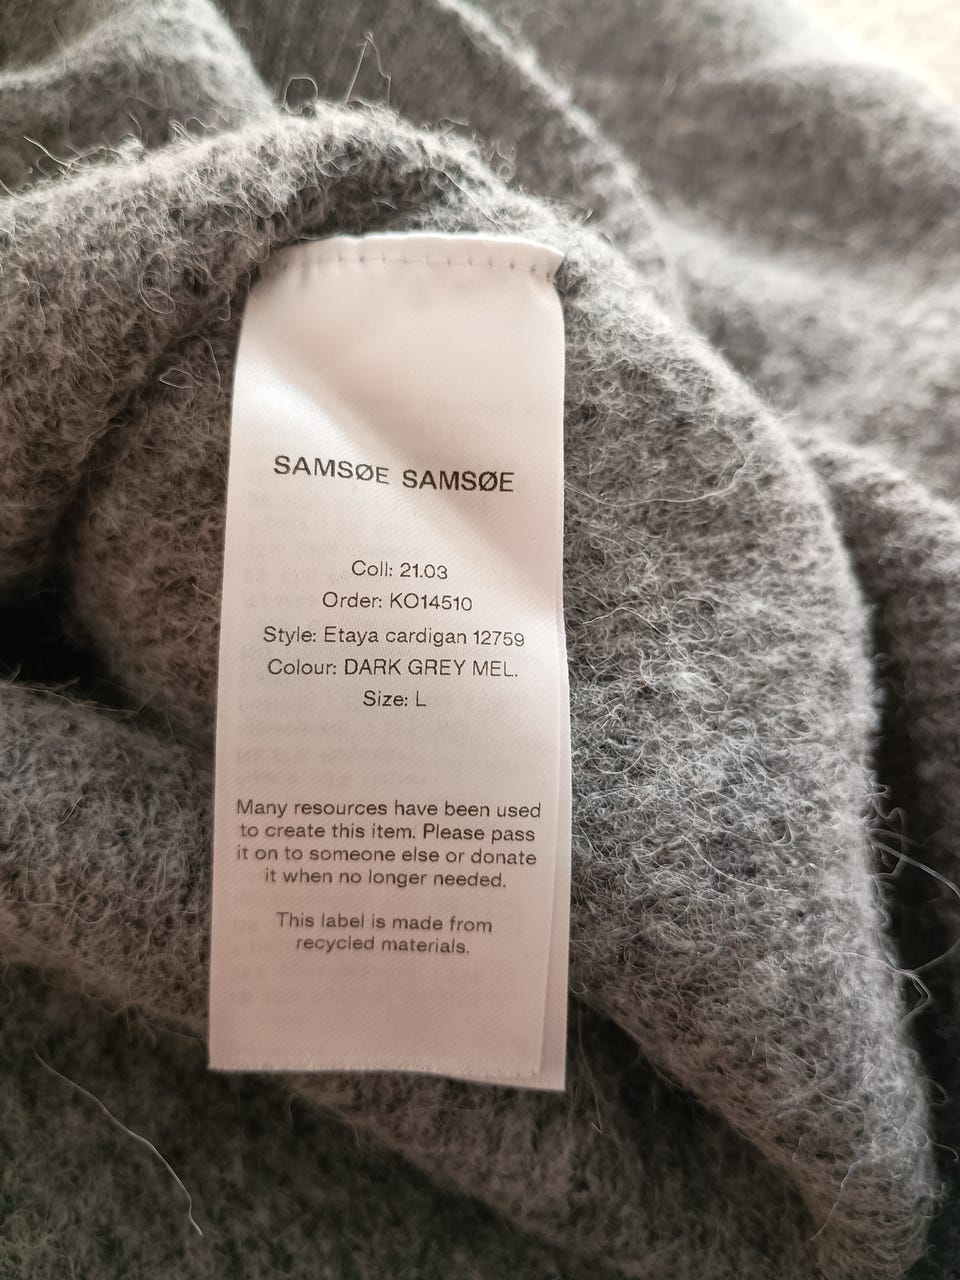 SAMSØE SAMSØE
Coll: 21.03
Order: KO14510
Style: Etaya cardigan 12759
Colour: DARK GREY MEL.
Size: L
Many resources have been used
to create this item. Please pass
it on to someone else or donate
it when no longer needed.
This label is made from
recycled materials.